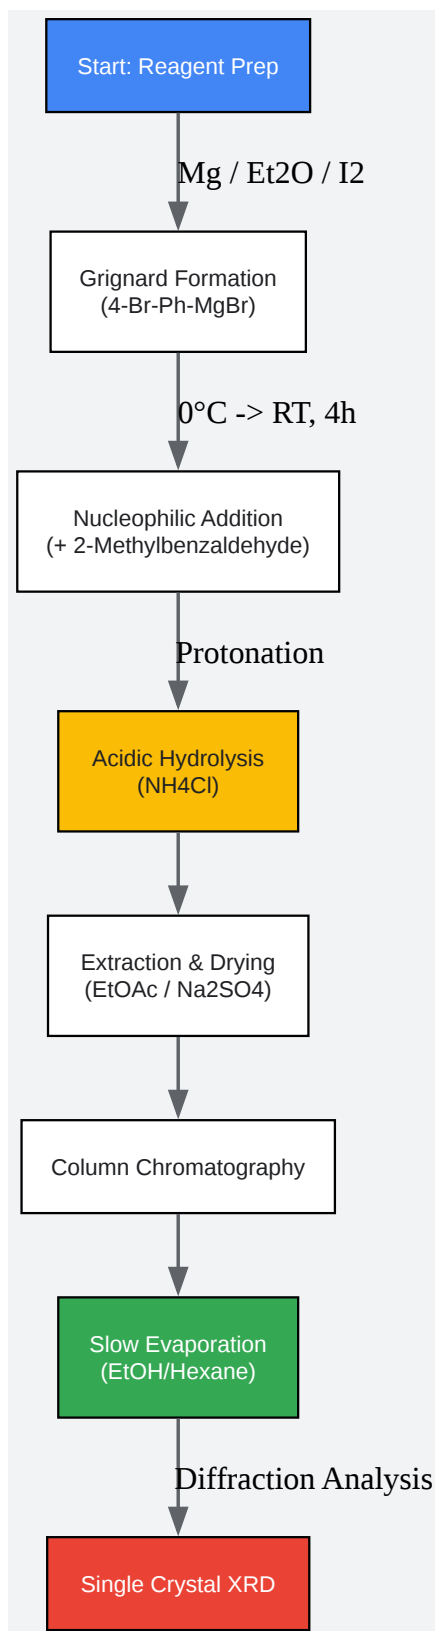 Start: Reagent Prep
Mg / Et2O / I2
Grignard Formation
(4-Br-Ph-MgBr)
0°C -> RT, 4h
Nucleophilic Addition
(+ 2-Methylbenzaldehyde)
Protonation
Acidic Hydrolysis
(NH4Cl)
Extraction & Drying
(EtOAc / Na2SO4)
Column Chromatography
Slow Evaporation
(EtOH/Hexane)
Diffraction Analysis
Single Crystal XRD